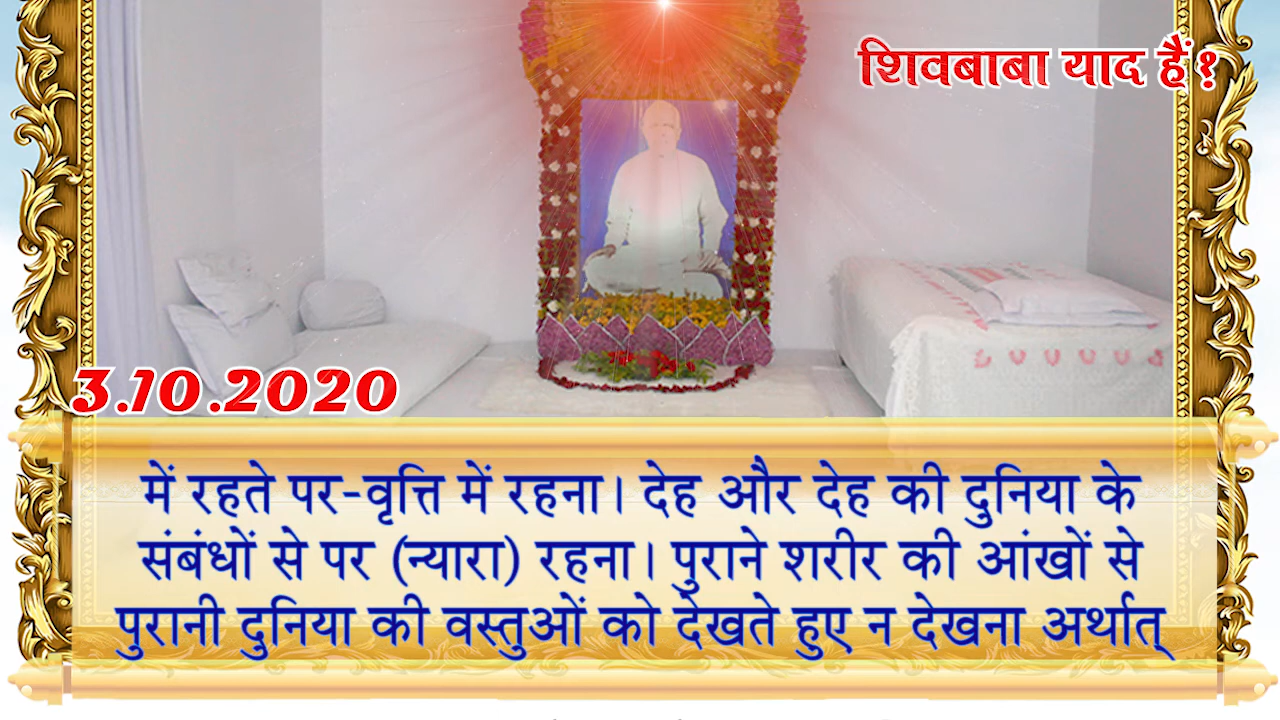 शिवबाबा याद हैं?
3.10.2020
में रहते पर-वृत्ति में रहना। देह और देह की दुनिया के
संबंधों से पर (न्यारा) रहना। पुराने शरीर की आंखों से
पुरानी दुनिया की वस्तुओं को देखते हुए न देखना अर्थात्